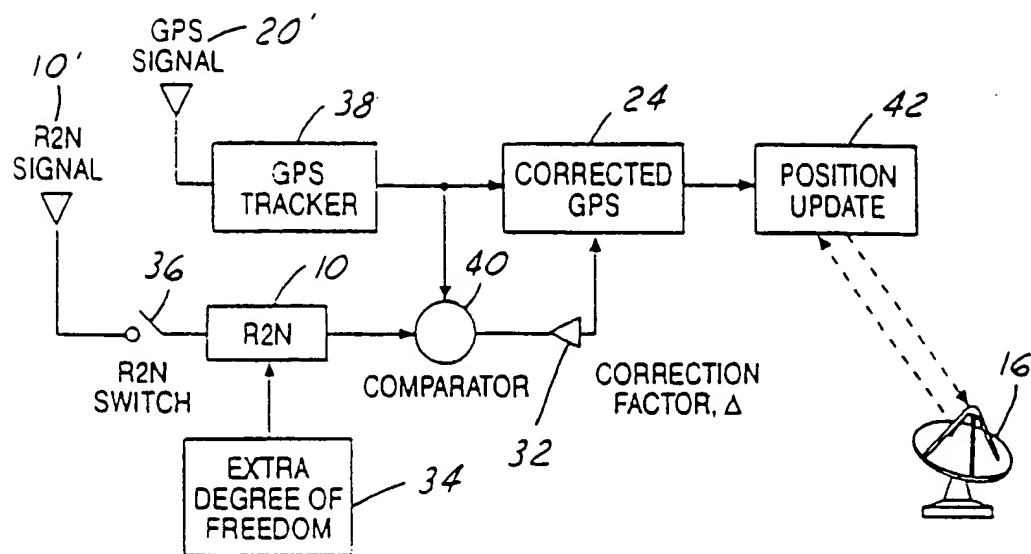 GPS
SIGNAL
20'
10'
R2N
SIGNAL
38
GPS
TRACKER
24
CORRECTED
GPS
42
POSITION
UPDATE
36
R2N
SWITCH
10
R2N
40
COMPARATOR
32
CORRECTION
FACTOR, Δ
16
EXTRA
DEGREE OF
FREEDOM
34